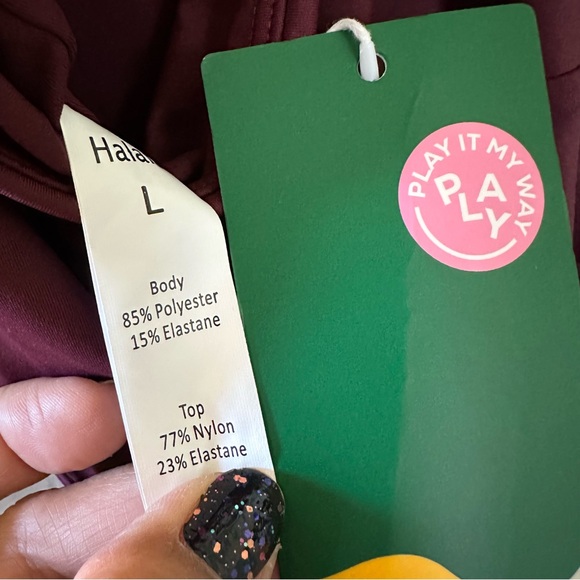 L
Body
85% Polyester
15% Elastane
Top
77% Nylon
23% Elastane
PLAY IT MY WAY
PLAY